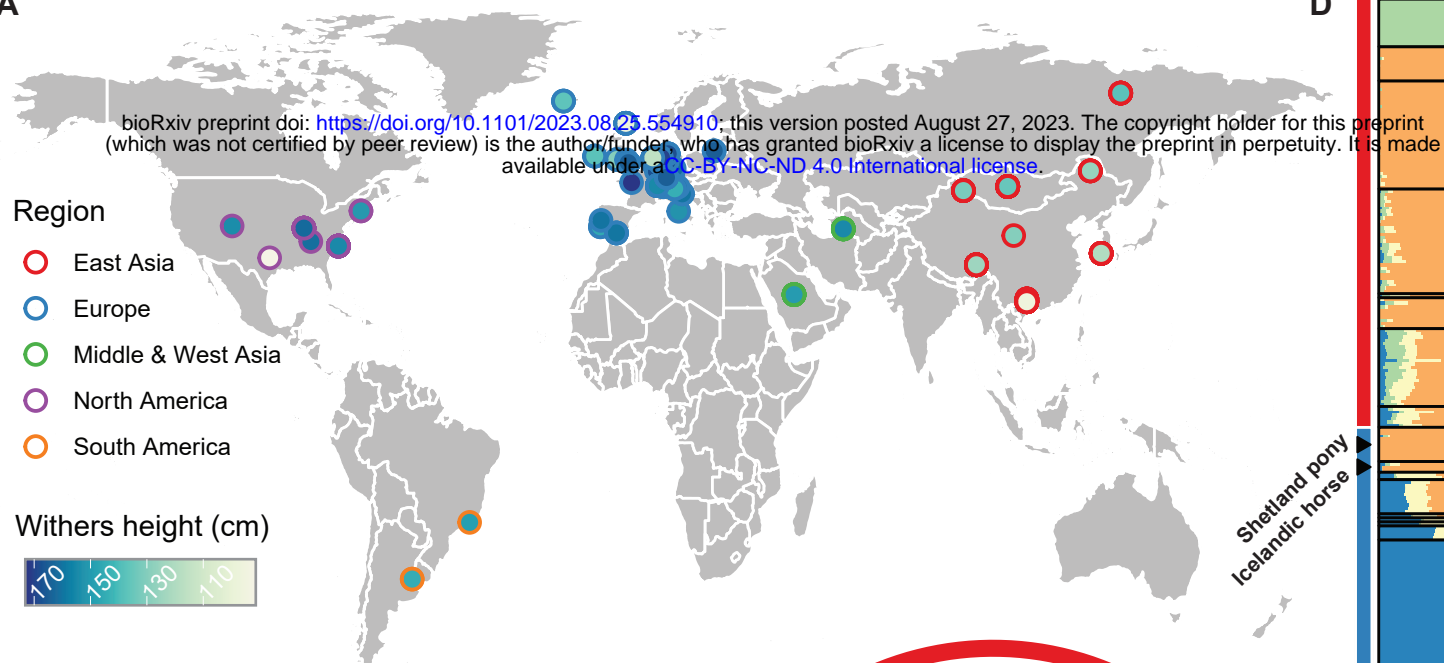 A
D
bioRxiv preprint doi: https://doi.org/10.1101/2023.08.25.554910; this version posted August 27, 2023. The copyright holder for this preprint
(which was not certified by peer review) is the author/funder, who has granted bioRxiv a license to display the preprint in perpetuity. It is made
available under aCC-BY-NC-ND 4.0 International license.
Region
East Asia
Europe
Middle & West Asia
North America
South America
Withers height (cm)
170 150 130 110
Shetland pony
Icelandic horse